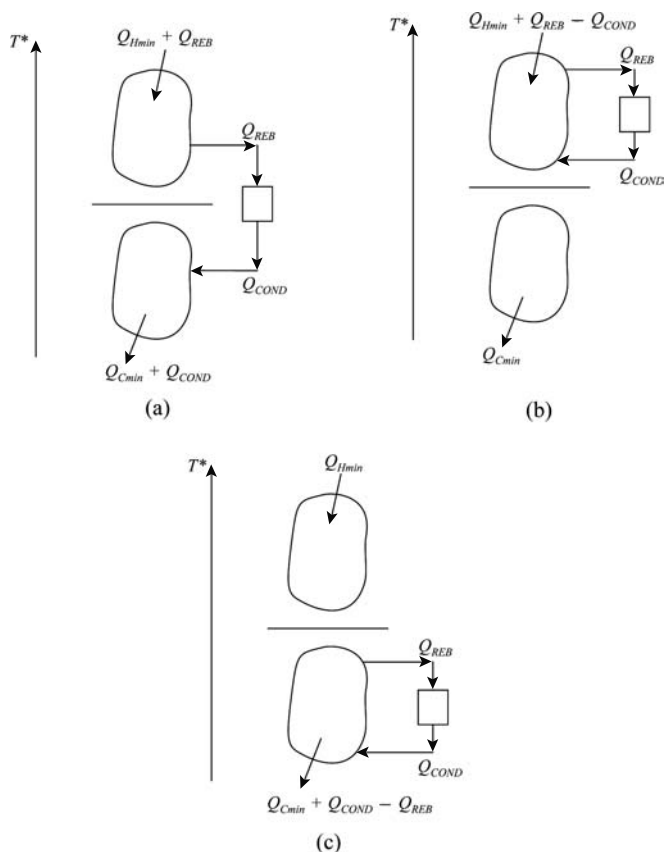 T*
Q_Hmin + Q_REB
Q_REB
Q_COND
Q_Cmin + Q_COND
(a)
T*
Q_Hmin + Q_REB − Q_COND
Q_REB
Q_COND
Q_Cmin
(b)
T*
Q_Hmin
Q_REB
Q_COND
Q_Cmin + Q_COND − Q_REB
(c)